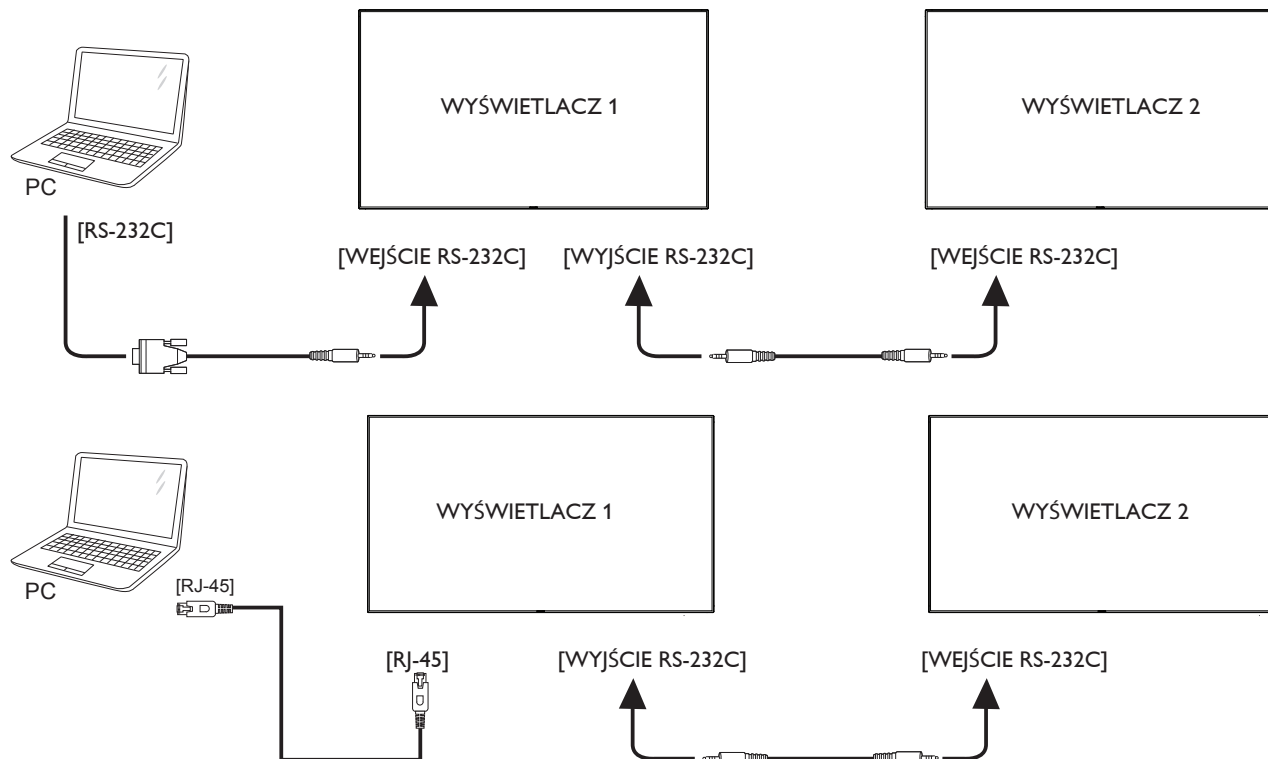 WYŚWIETLACZ 1
WYŚWIETLACZ 2
PC
[RS-232C]
[WEJŚCIE RS-232C]
[WYJŚCIE RS-232C]
[WEJŚCIE RS-232C]
WYŚWIETLACZ 1
WYŚWIETLACZ 2
PC
[RJ-45]
[RJ-45]
[WYJŚCIE RS-232C]
[WEJŚCIE RS-232C]